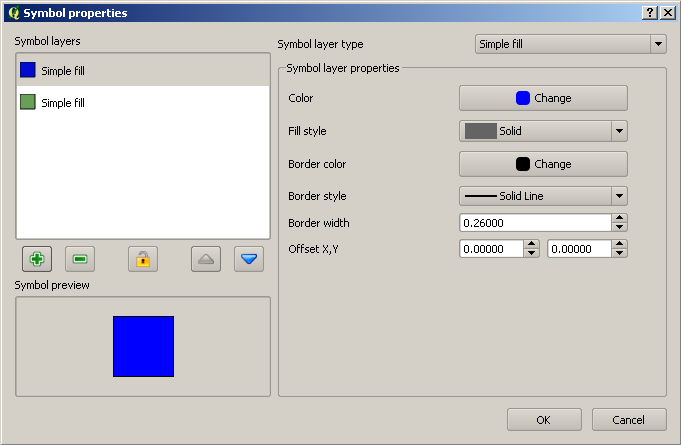 Symbol properties
Symbol layers
Simple fill
Simple fill
Symbol preview
Symbol layer type
Simple fill
Symbol layer properties
Color
Change
Fill style
Solid
Border color
Change
Border style
Solid Line
Border width
0.26000
Offset X,Y
0.00000
0.00000
OK
Cancel